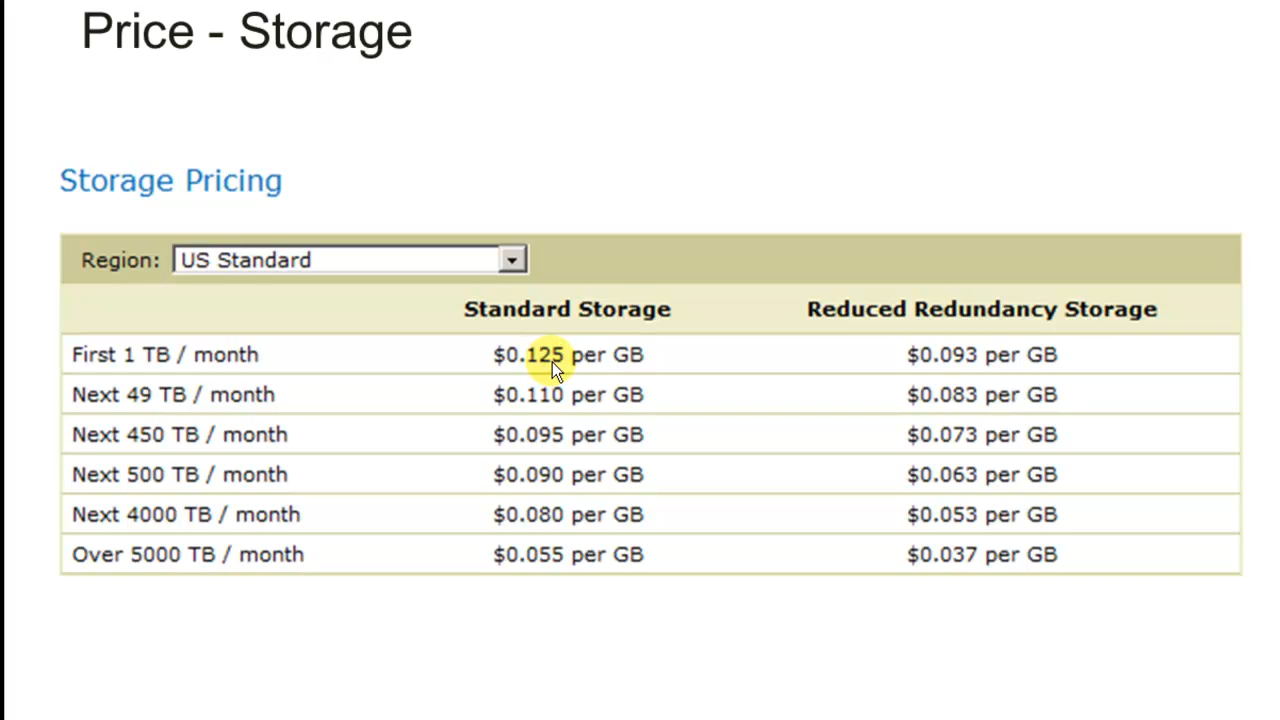 Price - Storage
Storage Pricing
Region: US Standard
Standard Storage Reduced Redundancy Storage
First 1 TB / month $0.125 per GB $0.093 per GB
Next 49 TB / month $0.110 per GB $0.083 per GB
Next 450 TB / month $0.095 per GB $0.073 per GB
Next 500 TB / month $0.090 per GB $0.063 per GB
Next 4000 TB / month $0.080 per GB $0.053 per GB
Over 5000 TB / month $0.055 per GB $0.037 per GB